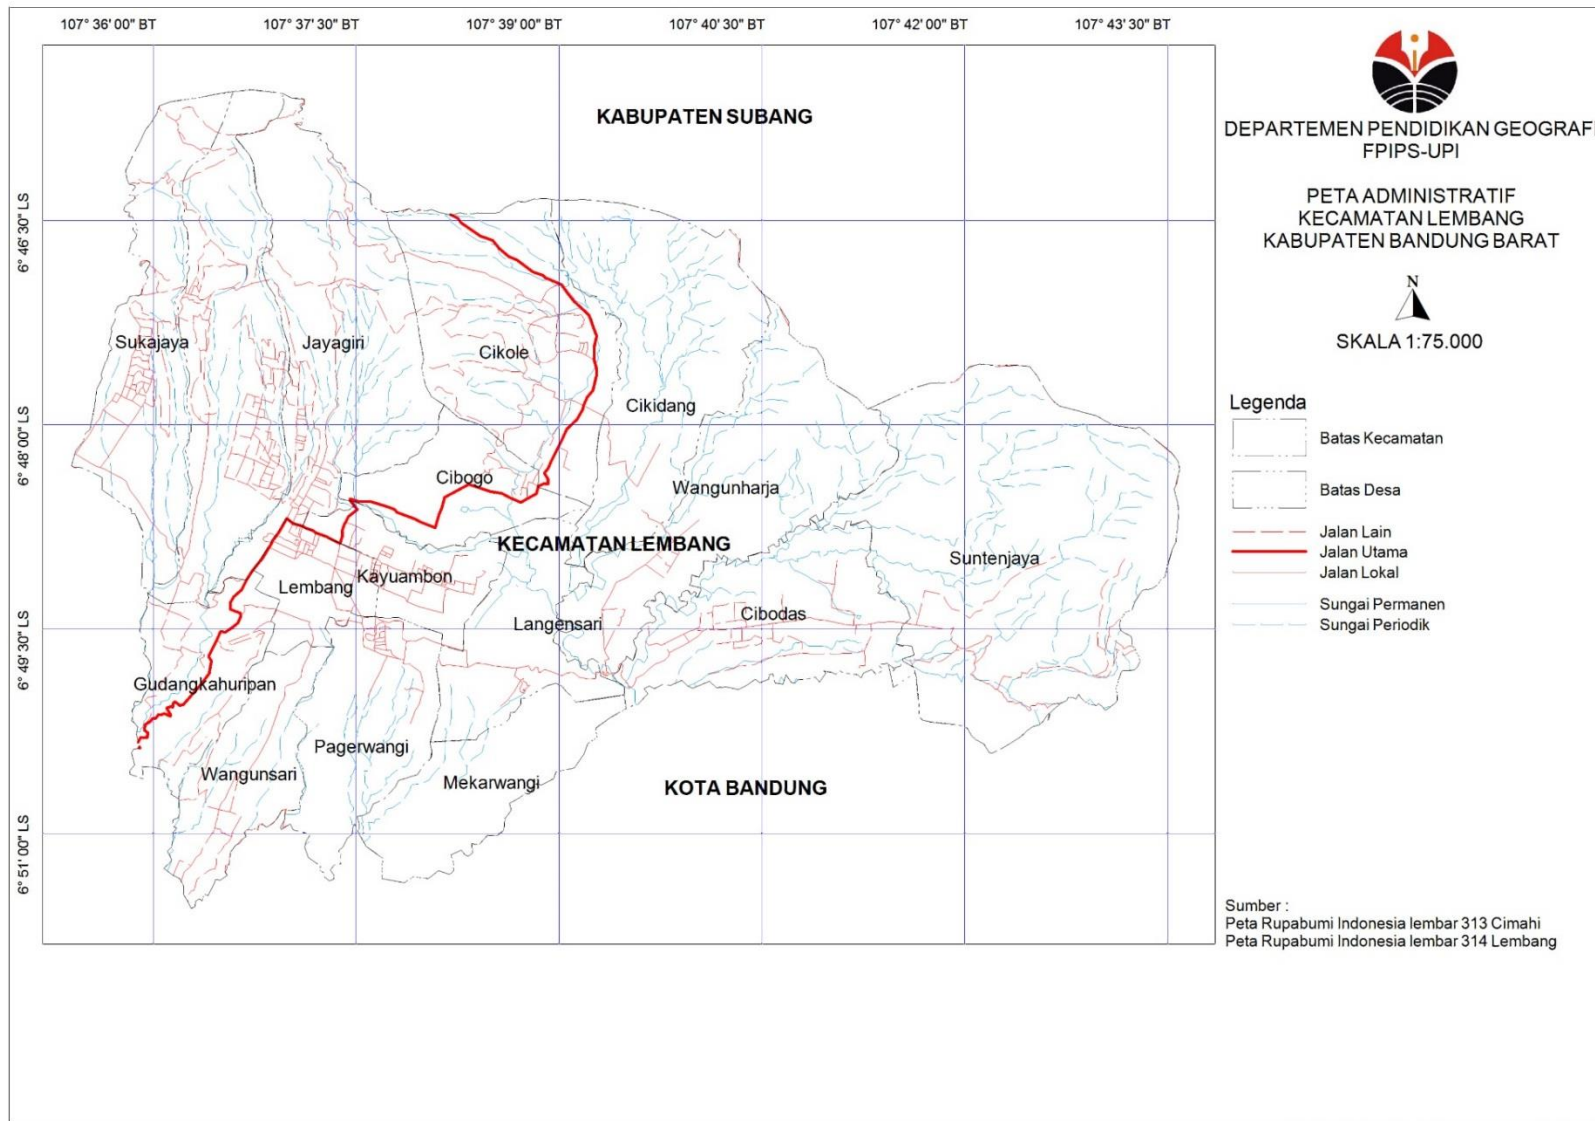 107° 36' 00" BT
107° 37' 30" BT
107° 39' 00" BT
107° 40' 30" BT
107° 42' 00" BT
107° 43' 30" BT
6° 46' 30" LS
6° 48' 00" LS
6° 49' 30" LS
6° 51' 00" LS
KABUPATEN SUBANG
Sukajaya
Jayagiri
Cikole
Cikidang
Cibogo
Wangunharja
KECAMATAN LEMBANG
Suntenjaya
Lembang
Kayuambon
Langensari
Cibodas
Gudangkahuripan
Pagerwangi
Wangunsari
Mekarwangi
KOTA BANDUNG
DEPARTEMEN PENDIDIKAN GEOGRAFI
FPIPS-UPI
PETA ADMINISTRATIF
KECAMATAN LEMBANG
KABUPATEN BANDUNG BARAT
N
SKALA 1:75.000
Legenda
Batas Kecamatan
Batas Desa
Jalan Lain
Jalan Utama
Jalan Lokal
Sungai Permanen
Sungai Periodik
Sumber :
Peta Rupabumi Indonesia lembar 313 Cimahi
Peta Rupabumi Indonesia lembar 314 Lembang